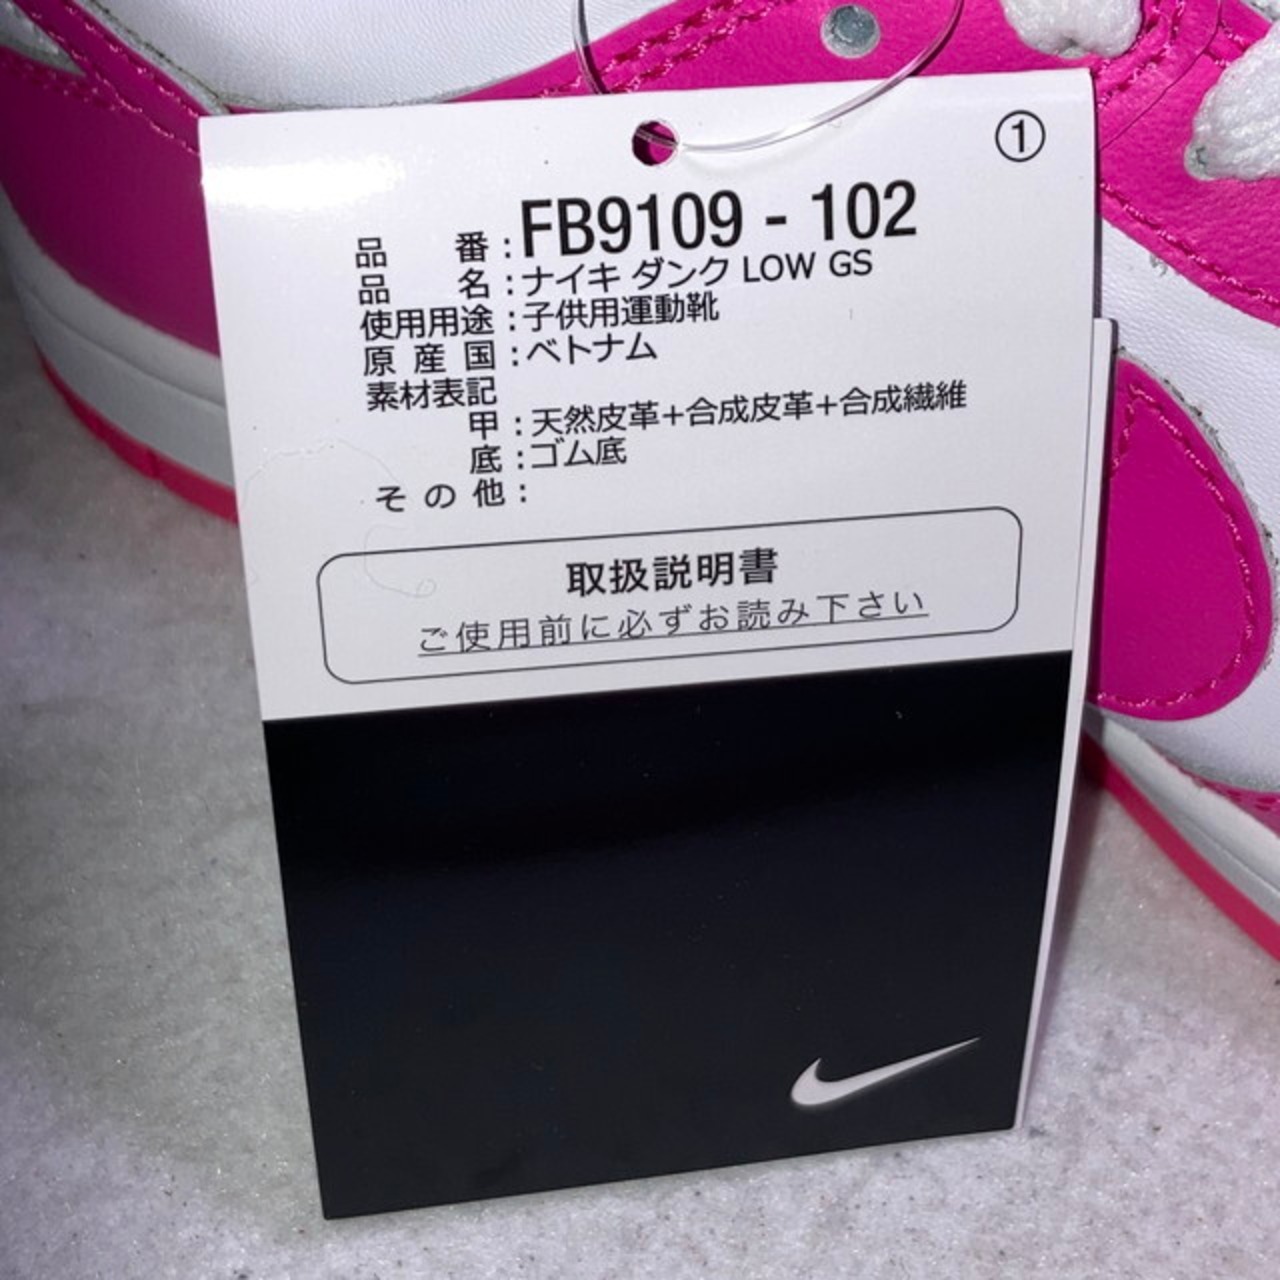 ①
品番：FB9109 - 102
品名：ナイキ ダンク LOW GS
使用用途：子供用運動靴
原産国：ベトナム
素材表記
甲：天然皮革+合成皮革+合成繊維
底：ゴム底
その他：
取扱説明書
ご使用前に必ずお読み下さい